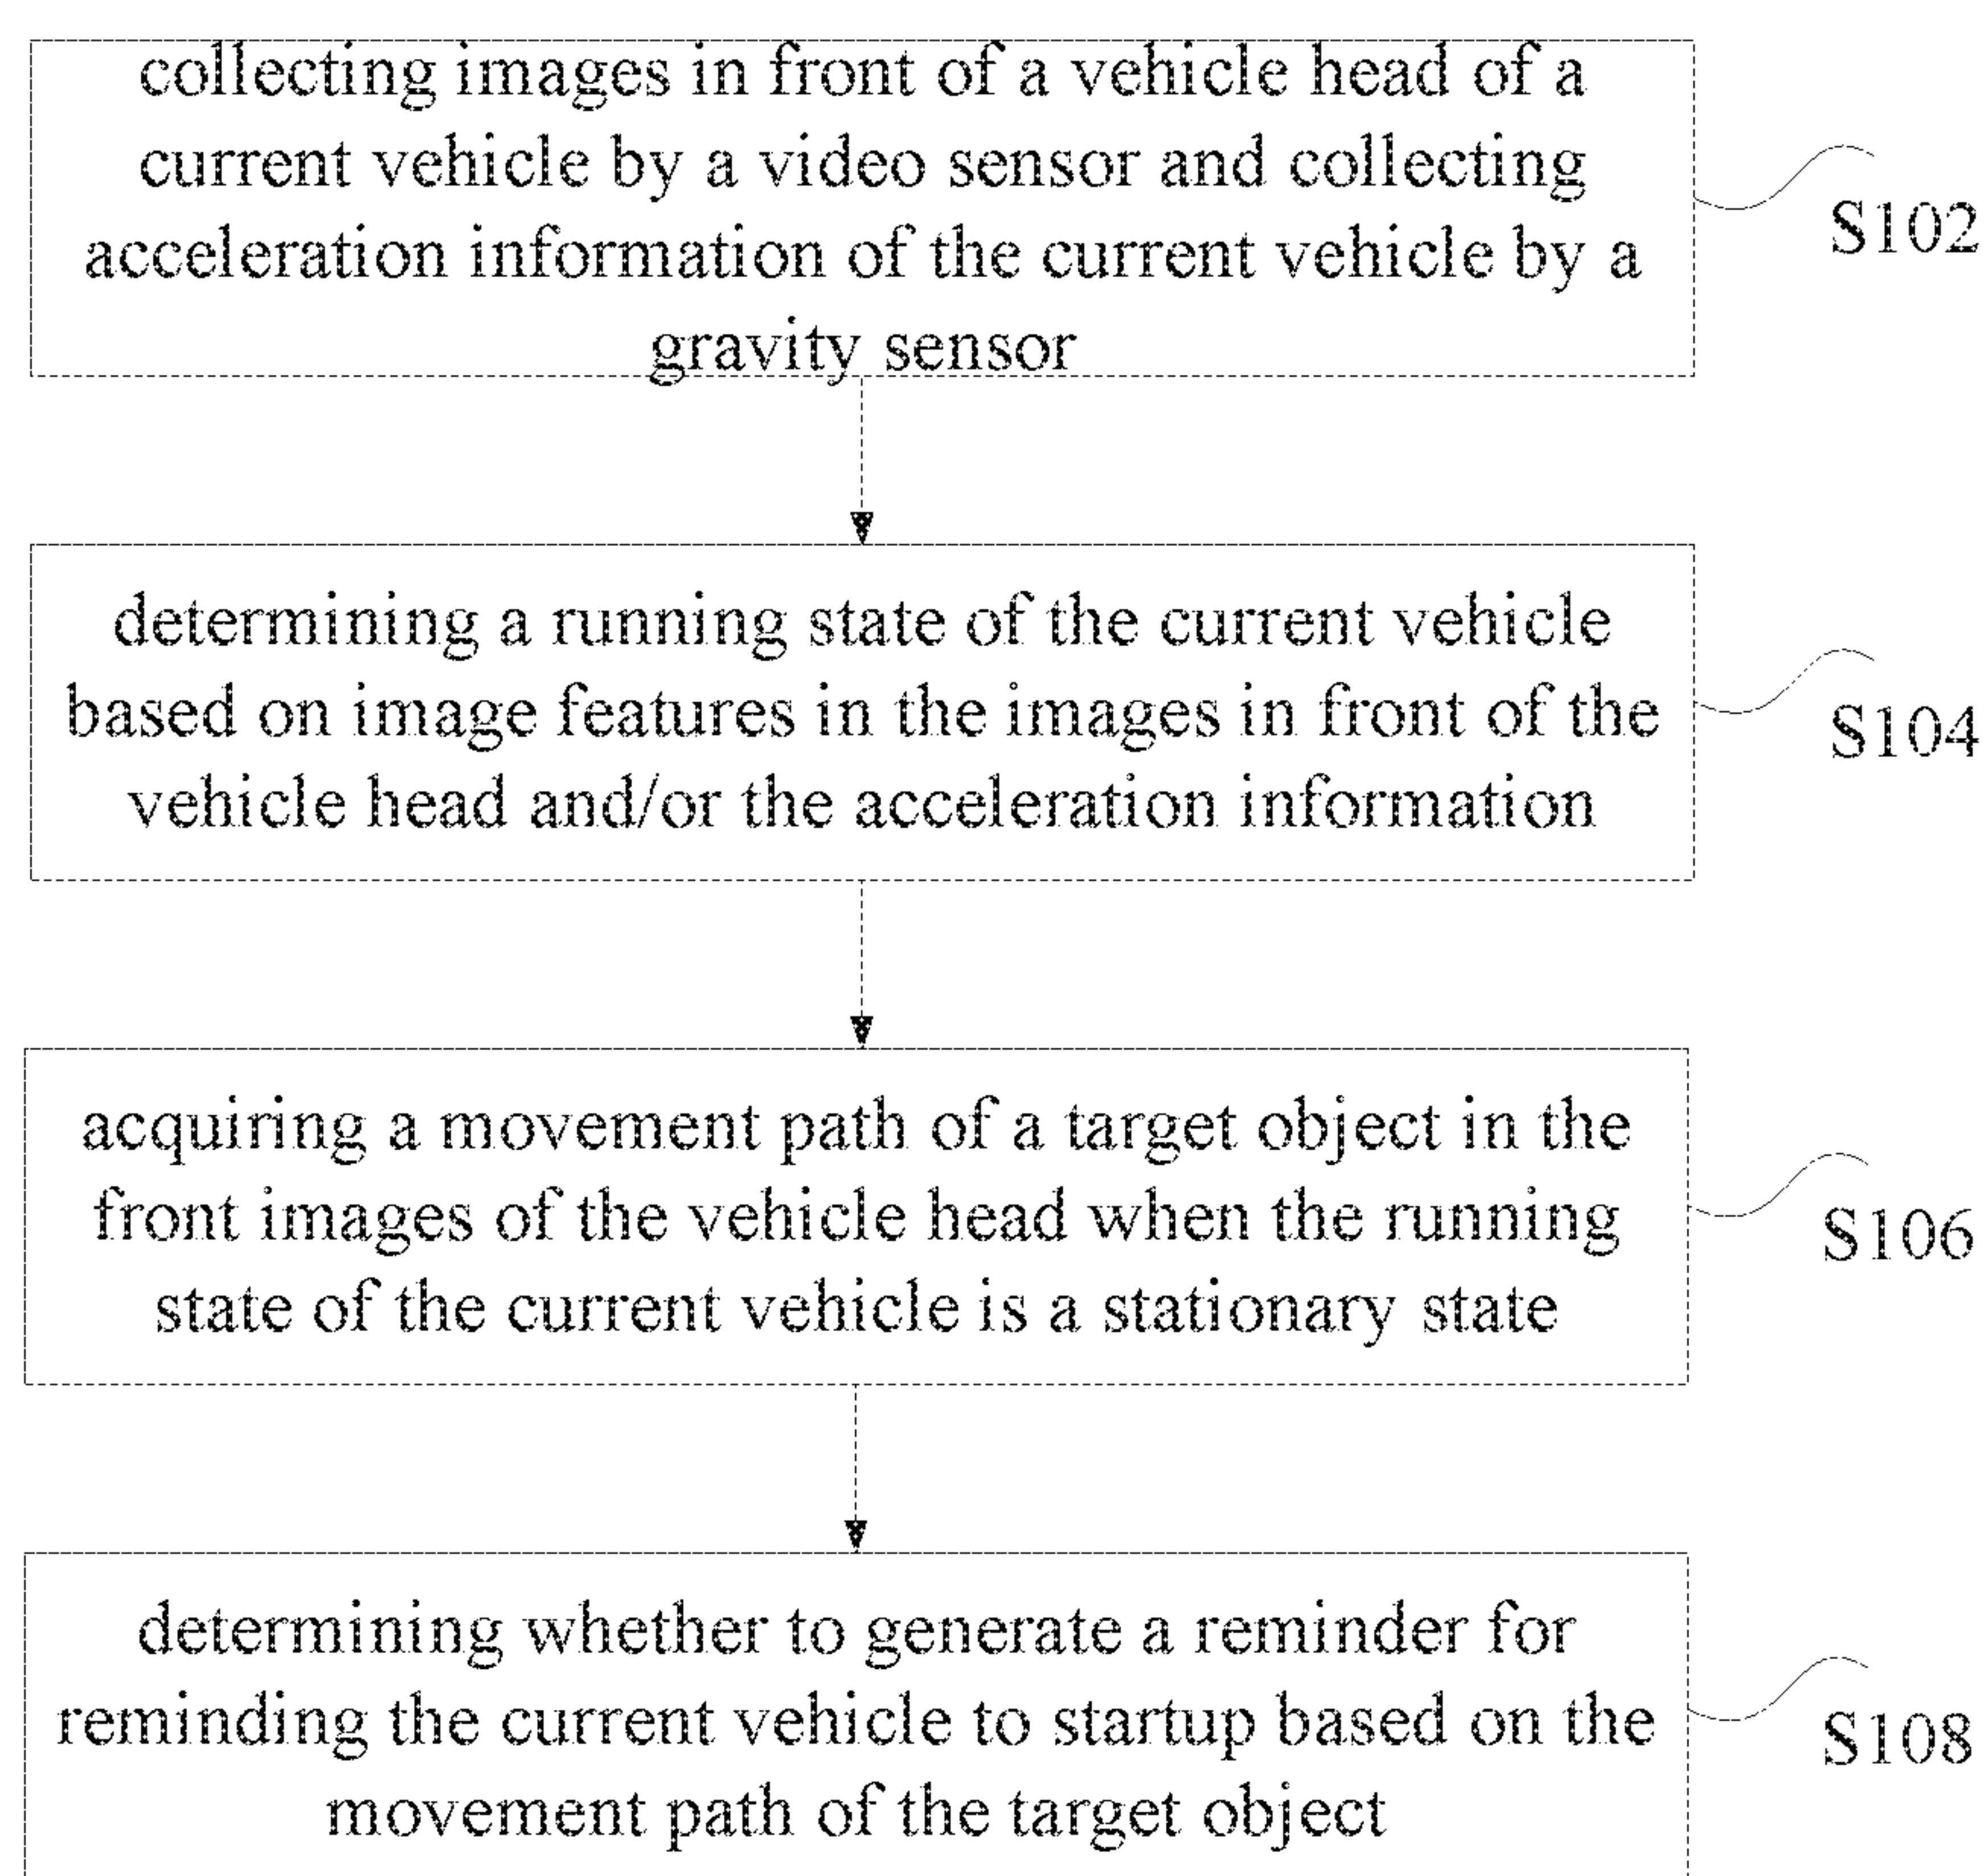 collecting images in front of a vehicle head of a
current vehicle by a video sensor and collecting
acceleration information of the current vehicle by a
gravity sensor
S102
determining a running state of the current vehicle
based on image features in the images in front of the
vehicle head and/or the acceleration information
S104
acquiring a movement path of a target object in the
front images of the vehicle head when the running
state of the current vehicle is a stationary state
S106
determining whether to generate a reminder for
reminding the current vehicle to startup based on the
movement path of the target object
S108